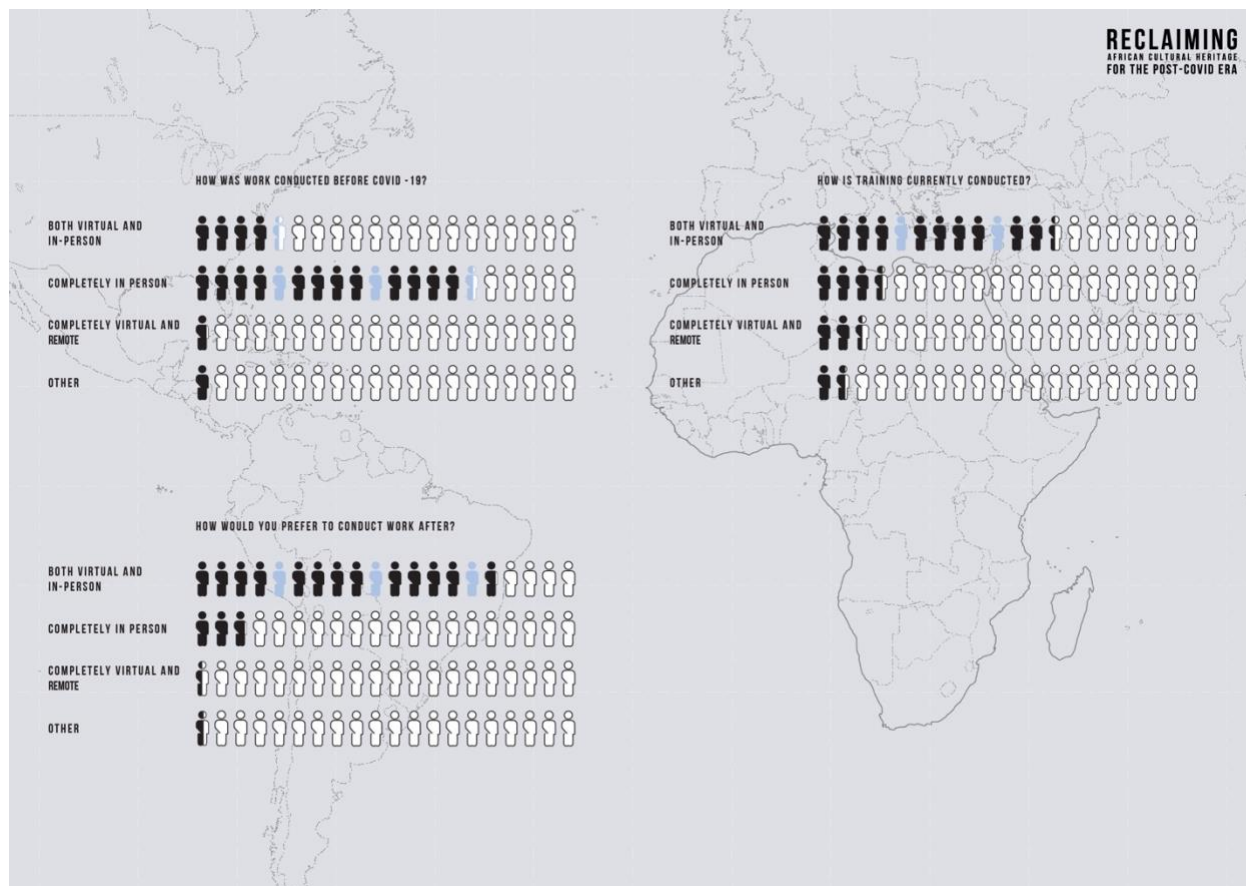 RECLAIMING
AFRICAN CULTURAL HERITAGE
FOR THE POST-COVID ERA
HOW WAS WORK CONDUCTED BEFORE COVID -19?
BOTH VIRTUAL AND
IN-PERSON
COMPLETELY IN PERSON
COMPLETELY VIRTUAL AND
REMOTE
OTHER
HOW IS TRAINING CURRENTLY CONDUCTED?
BOTH VIRTUAL AND
IN-PERSON
COMPLETELY IN PERSON
COMPLETELY VIRTUAL AND
REMOTE
OTHER
HOW WOULD YOU PREFER TO CONDUCT WORK AFTER?
BOTH VIRTUAL AND
IN-PERSON
COMPLETELY IN PERSON
COMPLETELY VIRTUAL AND
REMOTE
OTHER